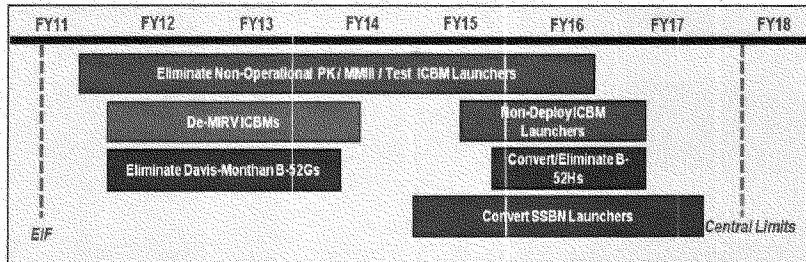 FY11 FY12 FY13 FY14 FY15 FY16 FY17 FY18
Eliminate Non-Operational PK / MMIII / Test ICBM Launchers
De-MIRV ICBMs
Non-Deploy ICBM
Launchers
Eliminate Davis-Monthan B-52Gs
Convert/Eliminate B-
52Hs
Convert SSBN Launchers
EIF
Central Limits